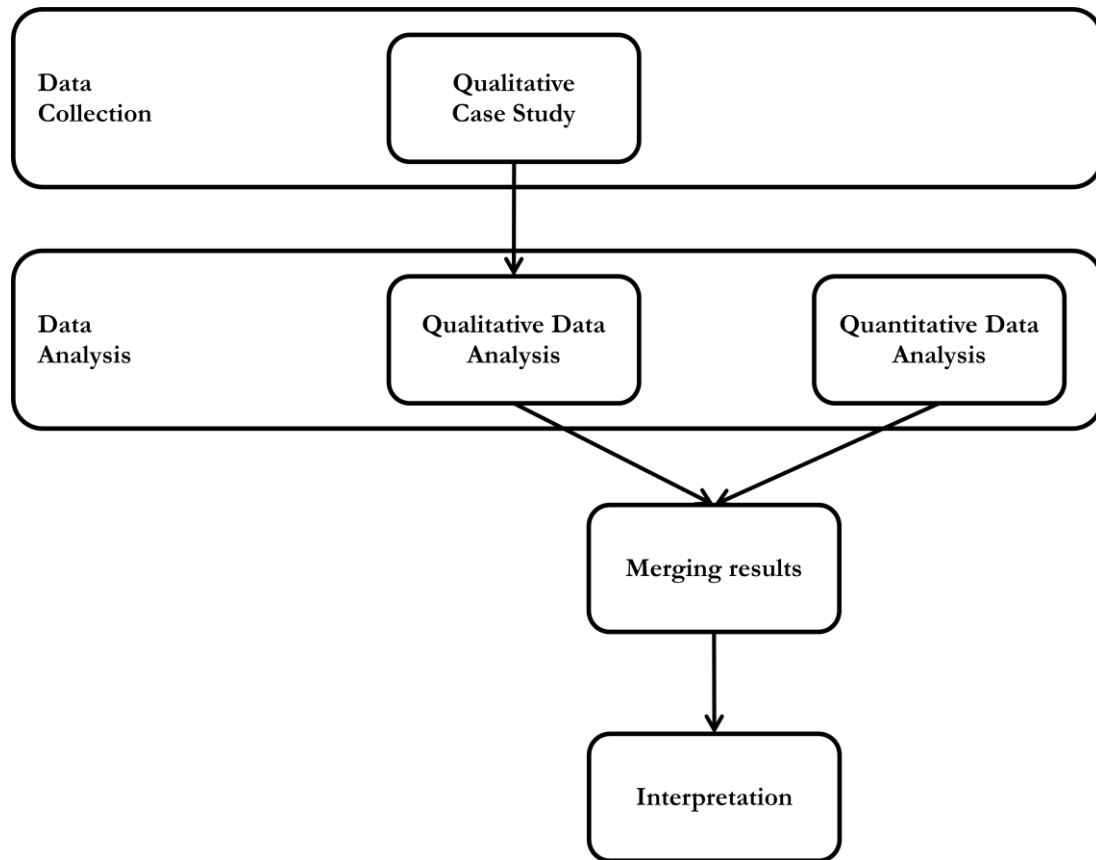 Data
Collection
Qualitative
Case Study
Data
Analysis
Qualitative Data
Analysis
Quantitative Data
Analysis
Merging results
Interpretation